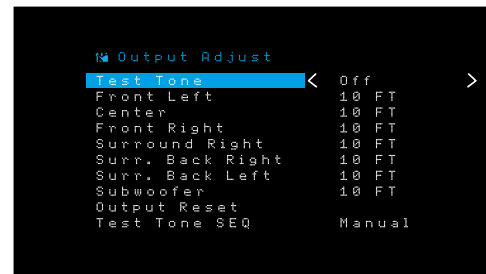 Output Adjust
Test Tone < Off >
Front Left 10 FT
Center 10 FT
Front Right 10 FT
Surround Right 10 FT
Surr. Back Right 10 FT
Surr. Back Left 10 FT
Subwoofer 10 FT
Output Reset
Test Tone SEQ Manual